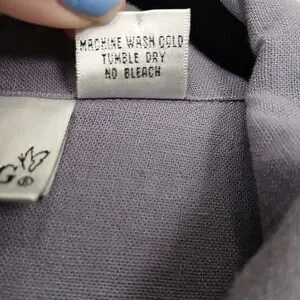 MACHINE WASH COLD
TUMBLE DRY
NO BLEACH
G®